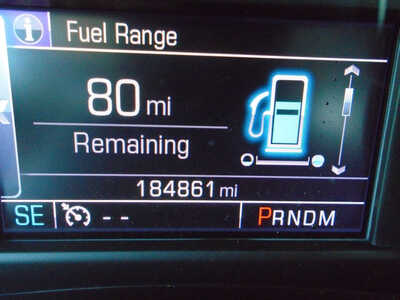 i Fuel Range
80 mi
Remaining
184861 mi
SE -- PRNDM